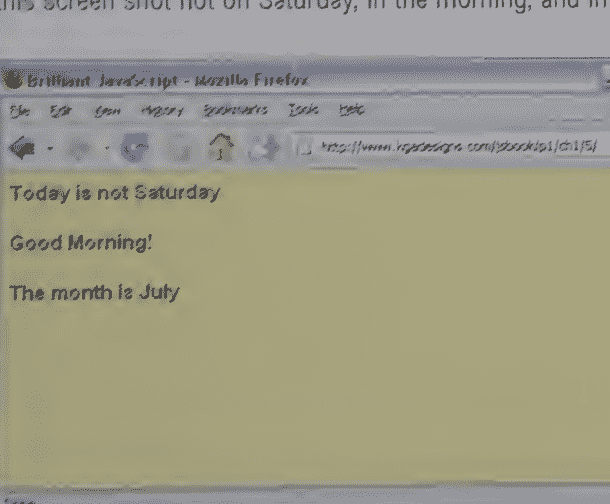 this screen shot not on Saturday, in the morning, and in
Brilliant JavaScript - Mozilla Firefox
File Edit View History Bookmarks Tools Help
Today is not Saturday
Good Morning!
The month is July